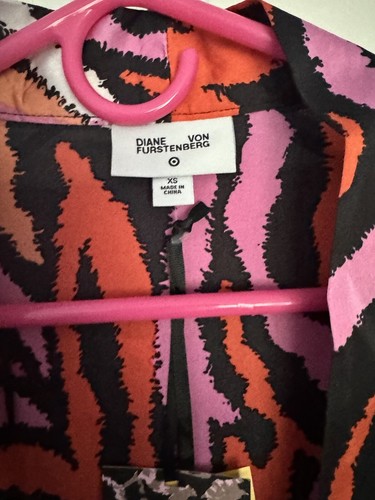 DIANE VON
FURSTENBERG
XS
MADE IN
CHINA